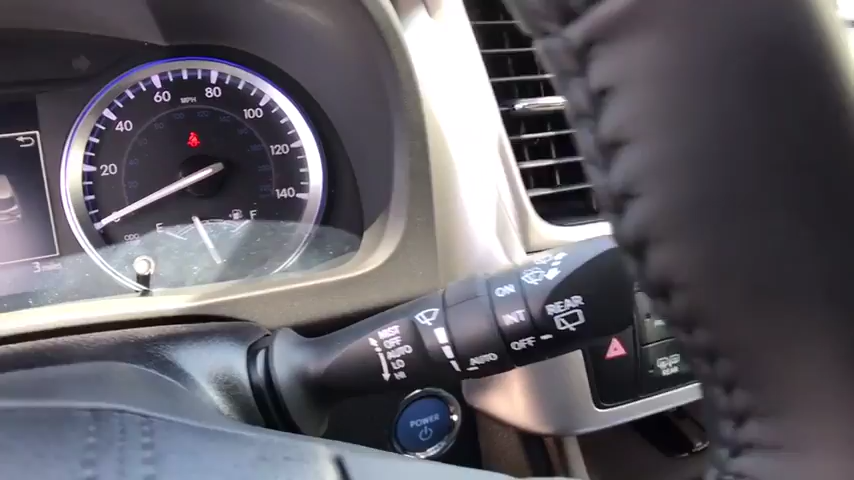 MPH
20
40
60
80
100
120
140
ODO
E
F
3 min
MIST
OFF
AUTO
LO
HI
AUTO
ON
INT
OFF
REAR
POWER
REAR